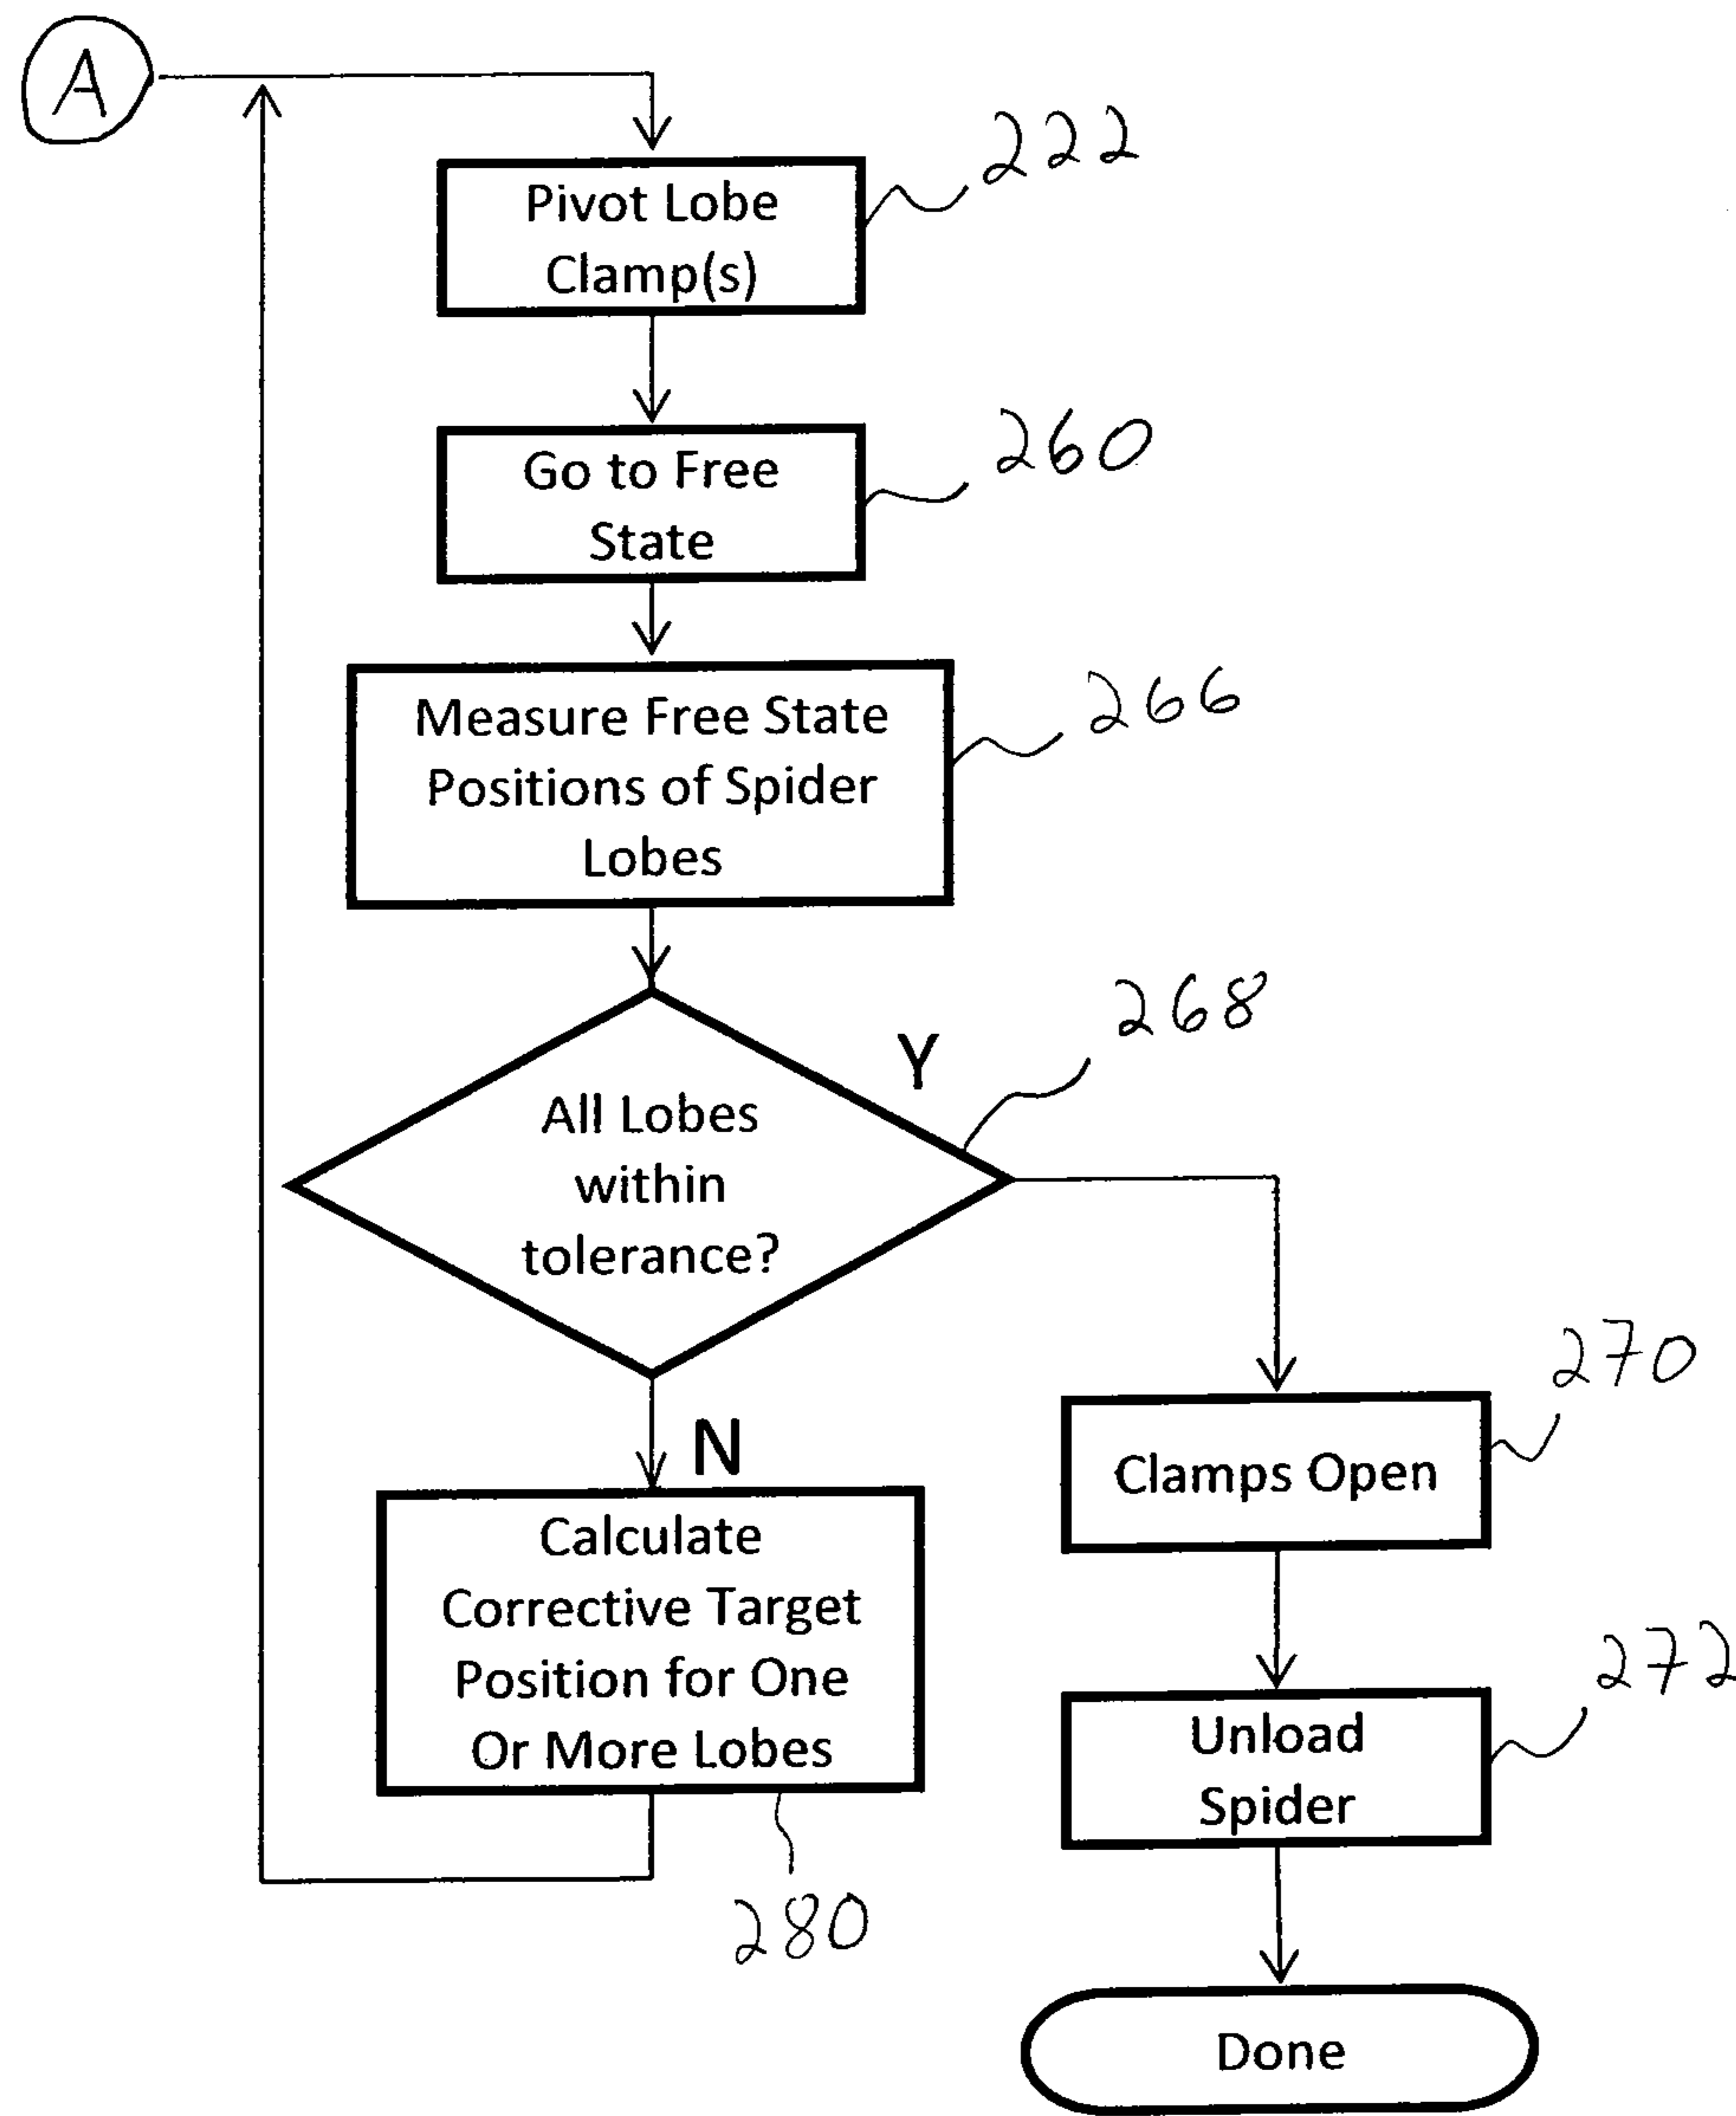 A
Pivot Lobe
Clamp(s)
222
Go to Free
State
260
Measure Free State
Positions of Spider
Lobes
266
All Lobes
within
tolerance?
Y
268
N
Calculate
Corrective Target
Position for One
Or More Lobes
280
Clamps Open
270
Unload
Spider
272
Done